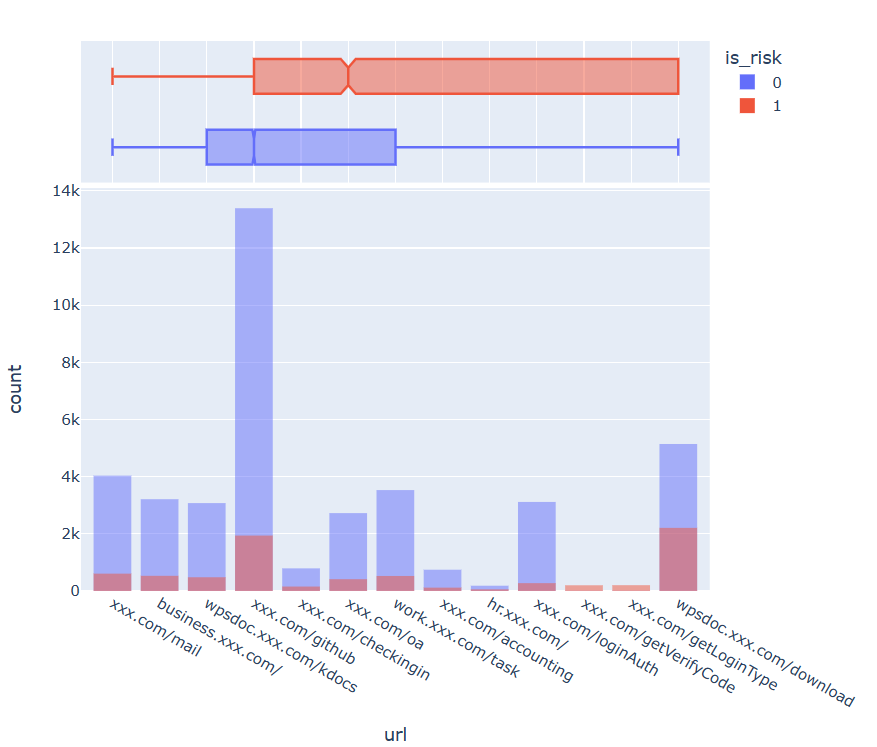 is_risk
0
1
14k
12k
10k
8k
6k
4k
2k
0
count
xxx.com/mail
business.xxx.com/
wpsdoc.xxx.com/kdocs
xxx.com/github
xxx.com/checkingin
xxx.com/oa
work.xxx.com/task
xxx.com/accounting
hr.xxx.com/
xxx.com/loginAuth
xxx.com/getVerifyCode
xxx.com/getLoginType
wpsdoc.xxx.com/download
url